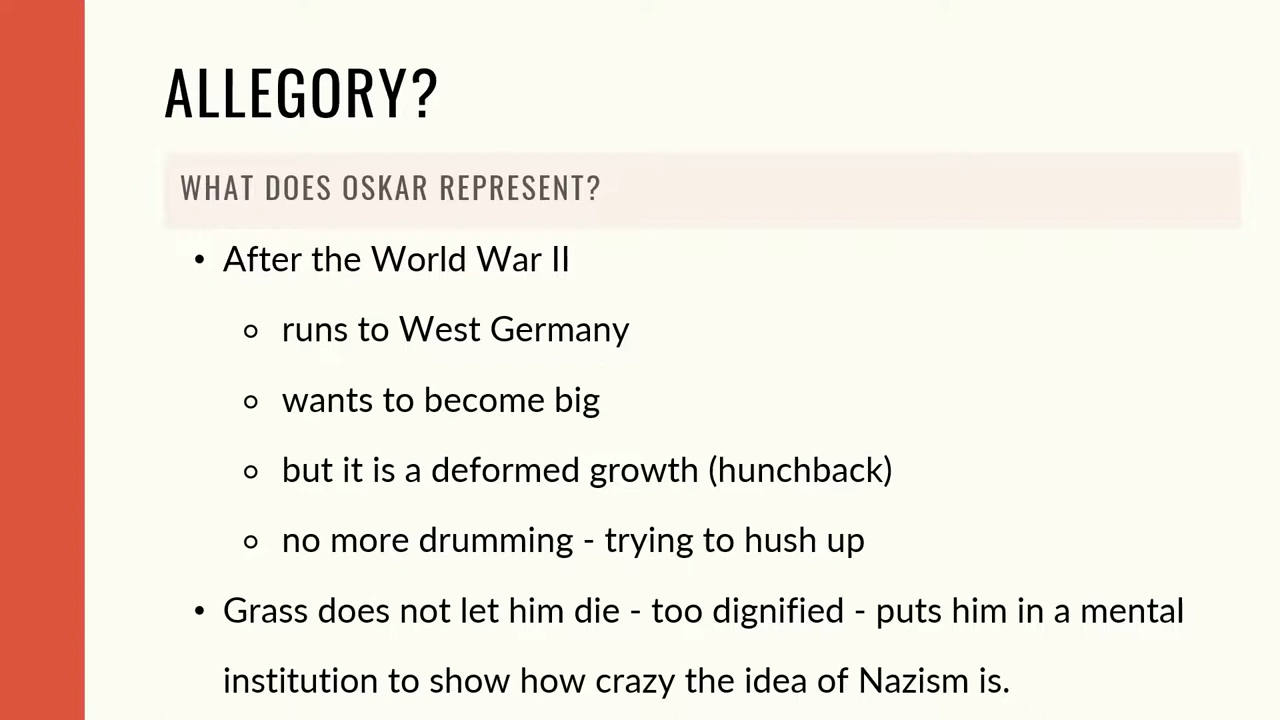 ALLEGORY?
WHAT DOES OSKAR REPRESENT?
• After the World War II
○ runs to West Germany
○ wants to become big
○ but it is a deformed growth (hunchback)
○ no more drumming - trying to hush up
• Grass does not let him die - too dignified - puts him in a mental
institution to show how crazy the idea of Nazism is.